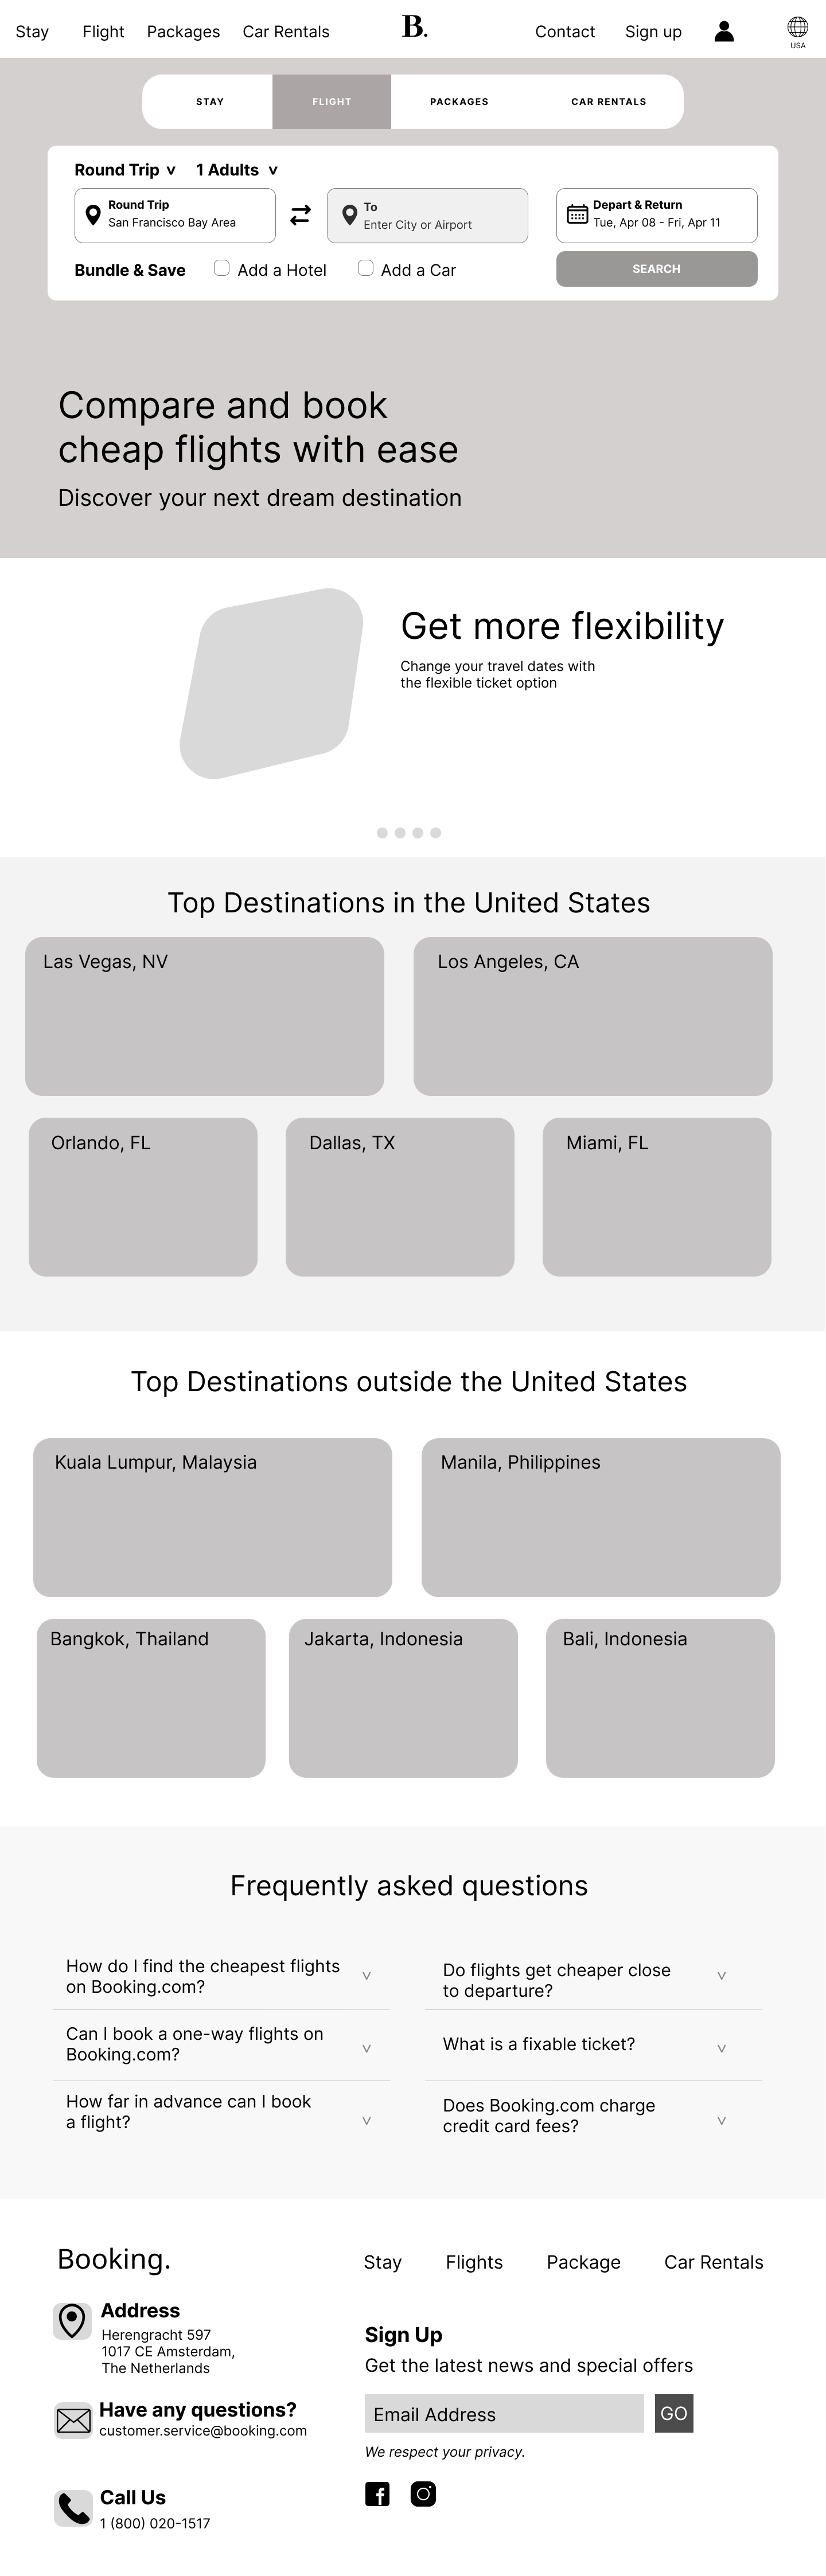 Stay Flight Packages Car Rentals B. Contact Sign up
USA
STAY FLIGHT PACKAGES CAR RENTALS
Round Trip v 1 Adults v
Round Trip
San Francisco Bay Area
To
Enter City or Airport
Depart & Return
Tue, Apr 08 - Fri, Apr 11
Bundle & Save Add a Hotel Add a Car SEARCH
Compare and book
cheap flights with ease
Discover your next dream destination
Get more flexibility
Change your travel dates with
the flexible ticket option
Top Destinations in the United States
Las Vegas, NV Los Angeles, CA
Orlando, FL Dallas, TX Miami, FL
Top Destinations outside the United States
Kuala Lumpur, Malaysia Manila, Philippines
Bangkok, Thailand Jakarta, Indonesia Bali, Indonesia
Frequently asked questions
How do I find the cheapest flights
on Booking.com? v
Do flights get cheaper close
to departure? v
Can I book a one-way flights on
Booking.com? v
What is a fixable ticket? v
How far in advance can I book
a flight? v
Does Booking.com charge
credit card fees? v
Booking. Stay Flights Package Car Rentals
Address
Herengracht 597
1017 CE Amsterdam,
The Netherlands
Have any questions?
customer.service@booking.com
Call Us
1 (800) 020-1517
Sign Up
Get the latest news and special offers
Email Address GO
We respect your privacy.